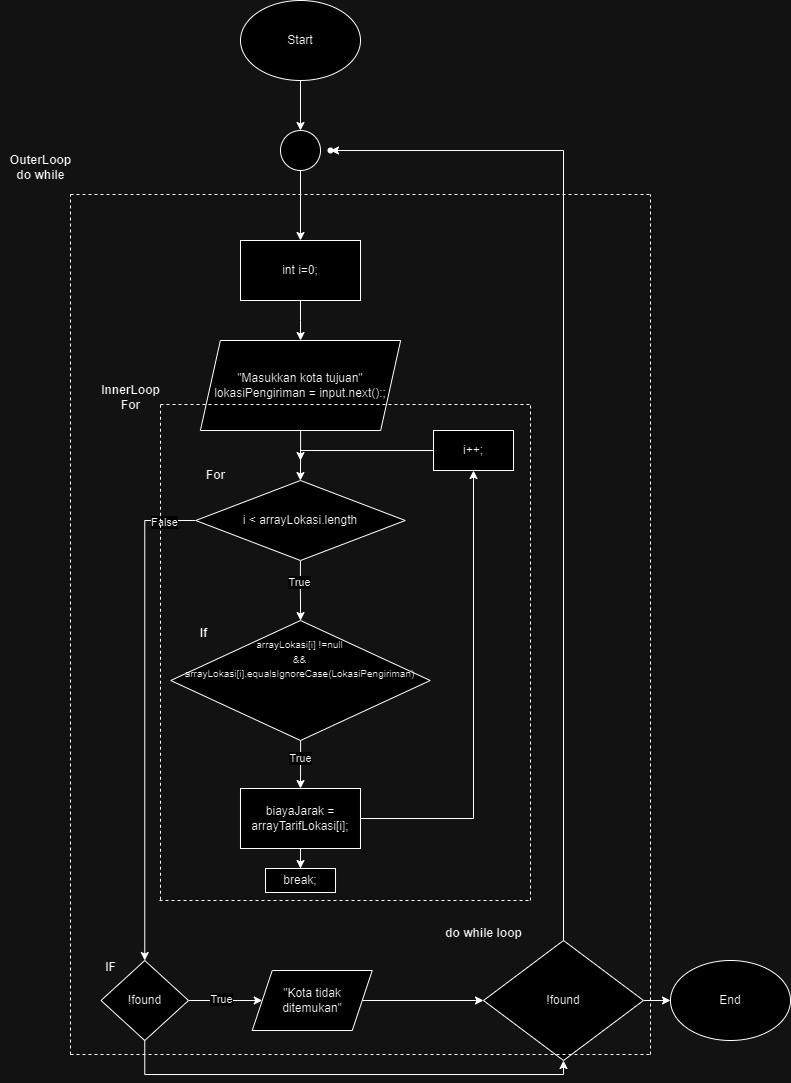 Start
OuterLoop
do while
int i=0;
"Masukkan kota tujuan"
lokasiPengiriman = input.next();;
InnerLoop
For
i++;
For
i < arrayLokasi.length
False
True
If
arrayLokasi[i] !=null
&&
arrayLokasi[i].equalsIgnoreCase(LokasiPengiriman)
True
biayaJarak =
arrayTarifLokasi[i];
break;
do while loop
IF
!found
True
"Kota tidak
ditemukan"
!found
End